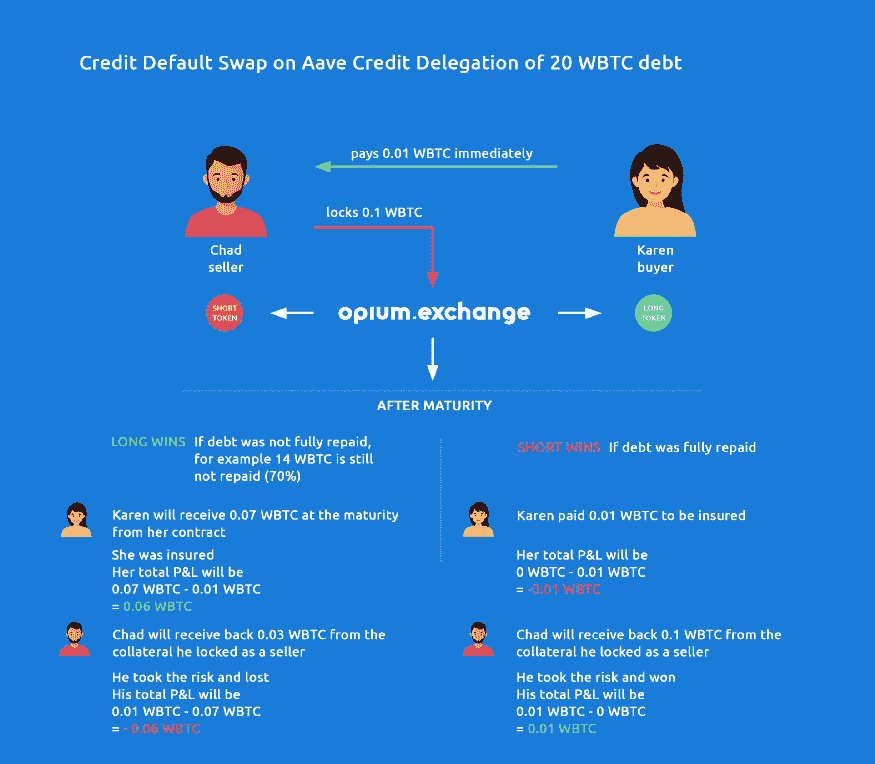 Credit Default Swap on Aave Credit Delegation of 20 WBTC debt
pays 0.01 WBTC immediately
locks 0.1 WBTC
Chad
seller
Karen
buyer
SHORT
TOKEN
opium.exchange
LONG
TOKEN
AFTER MATURITY
LONG WINS If debt was not fully repaid,
for example 14 WBTC is still
not repaid (70%)
Karen will receive 0.07 WBTC at the maturity
from her contract
She was insured
Her total P&L will be
0.07 WBTC - 0.01 WBTC
= 0.06 WBTC
Chad will receive back 0.03 WBTC from the
collateral he locked as a seller
He took the risk and lost
His total P&L will be
0.01 WBTC - 0.07 WBTC
= - 0.06 WBTC
SHORT WINS If debt was fully repaid
Karen paid 0.01 WBTC to be insured
Her total P&L will be
0 WBTC - 0.01 WBTC
= -0.01 WBTC
Chad will receive back 0.1 WBTC from the
collateral he locked as a seller
He took the risk and won
His total P&L will be
0.01 WBTC - 0 WBTC
= 0.01 WBTC